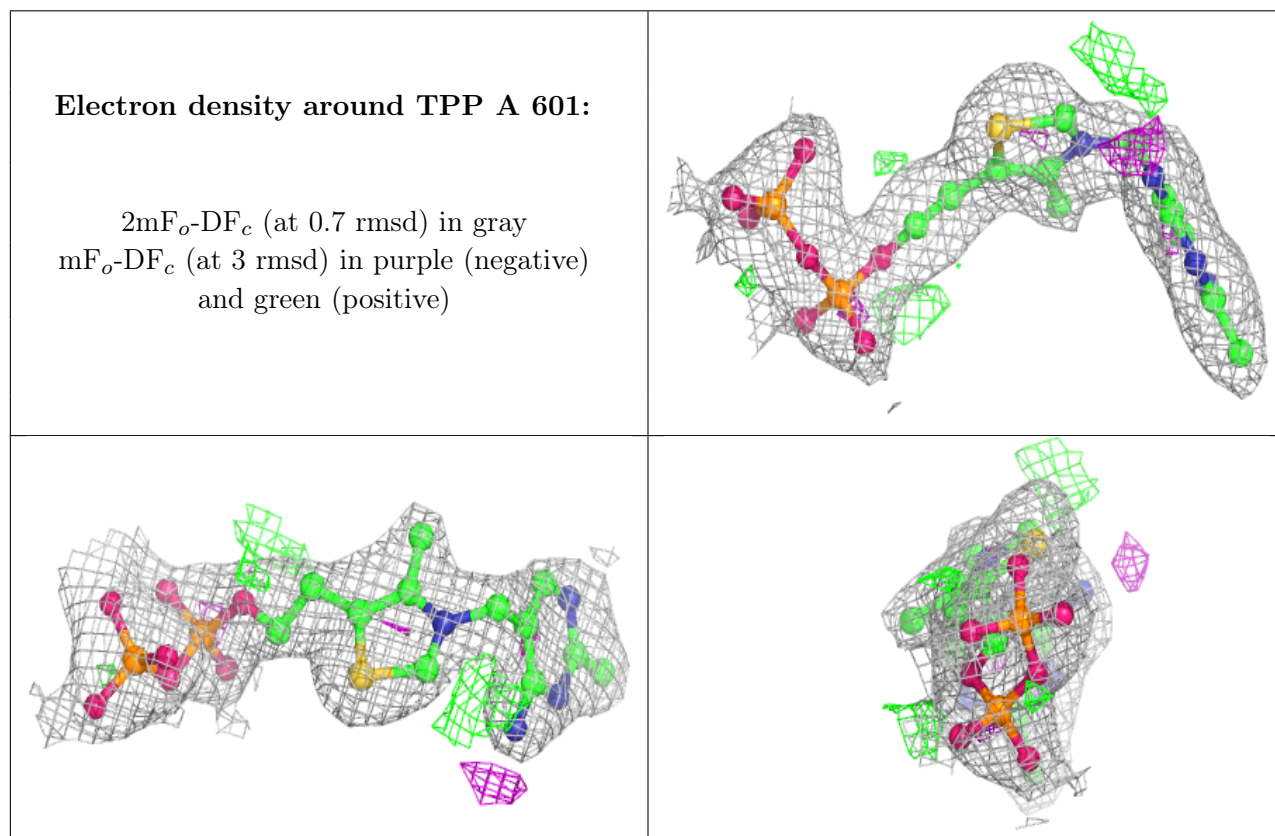 Electron density around TPP A 601:
2mFo-DFc (at 0.7 rmsd) in gray
mFo-DFc (at 3 rmsd) in purple (negative)
and green (positive)